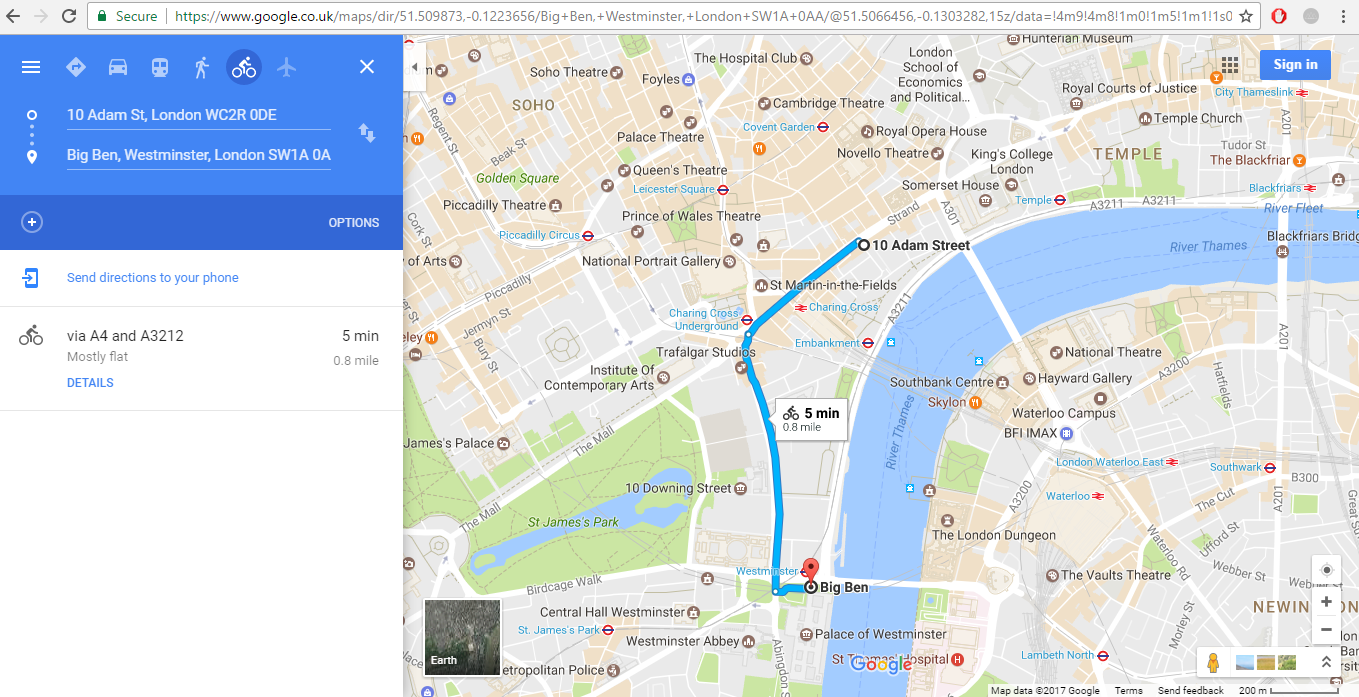 Secure
https://www.google.co.uk/maps/dir/51.509873,-0.1223656/Big+Ben,+Westminster,+London+SW1A+0AA/@51.5066456,-0.1303282,15z/data=!4m9!4m8!1m0!1m5!1m1!1s0
10 Adam St, London WC2R 0DE
Big Ben, Westminster, London SW1A 0A
OPTIONS
Send directions to your phone
via A4 and A3212
5 min
Mostly flat
0.8 mile
DETAILS
Sign in
The Hospital Club
London
School of
Economics
and Political...
Hunterian Museum
Soho Theatre
Foyles
SOHO
Cambridge Theatre
Royal Courts of Justice
City Thameslink
Regent St
Palace Theatre
Covent Garden
Royal Opera House
Temple Church
A201
Beak St
Novello Theatre
King's College
London
TEMPLE
Tudor St
The Blackfriar
Golden Square
Queen's Theatre
Leicester Square
Somerset House
Temple
A3211
A3211
Blackfriars
River Fleet
Piccadilly Theatre
Prince of Wales Theatre
Strand
A301
Cork St
Piccadilly Circus
River Thames
Blackfriars Bridg
10 Adam Street
of Arts
National Portrait Gallery
Piccadilly
St Martin-in-the-Fields
Charing Cross
A3211
Jermyn St
Charing Cross
Underground
Bury St
eley
Embankment
Trafalgar Studios
National Theatre
A201
A3200
Hatfields
Institute Of
Contemporary Arts
Southbank Centre
Hayward Gallery
Skylon
Waterloo Campus
5 min
0.8 mile
River Thames
BFI IMAX
The Mall
James's Palace
London Waterloo East
Southwark
B300
10 Downing Street
A3200
Waterloo
The Cut
A201
The Mall
St James's Park
Ufford St
Great S
The London Dungeon
Waterloo Rd
Webber St
Westminster
The Vaults Theatre
Birdcage Walk
Big Ben
Central Hall Westminster
NEWIN
Morley St
St. James's Park
Westminster Abbey
Palace of Westminster
Abingdon St
St Thomas' Hospital
Lambeth North
etropolitan Police
Earth
Google
Map data ©2017 Google
Terms
Send feedback
200 m